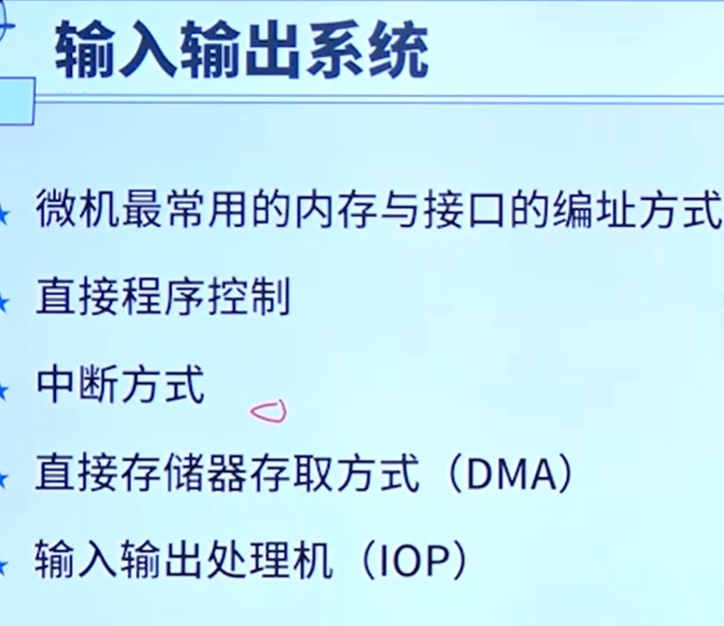 输入输出系统
微机最常用的内存与接口的编址方式
直接程序控制
中断方式
直接存储器存取方式（DMA）
输入输出处理机（IOP）